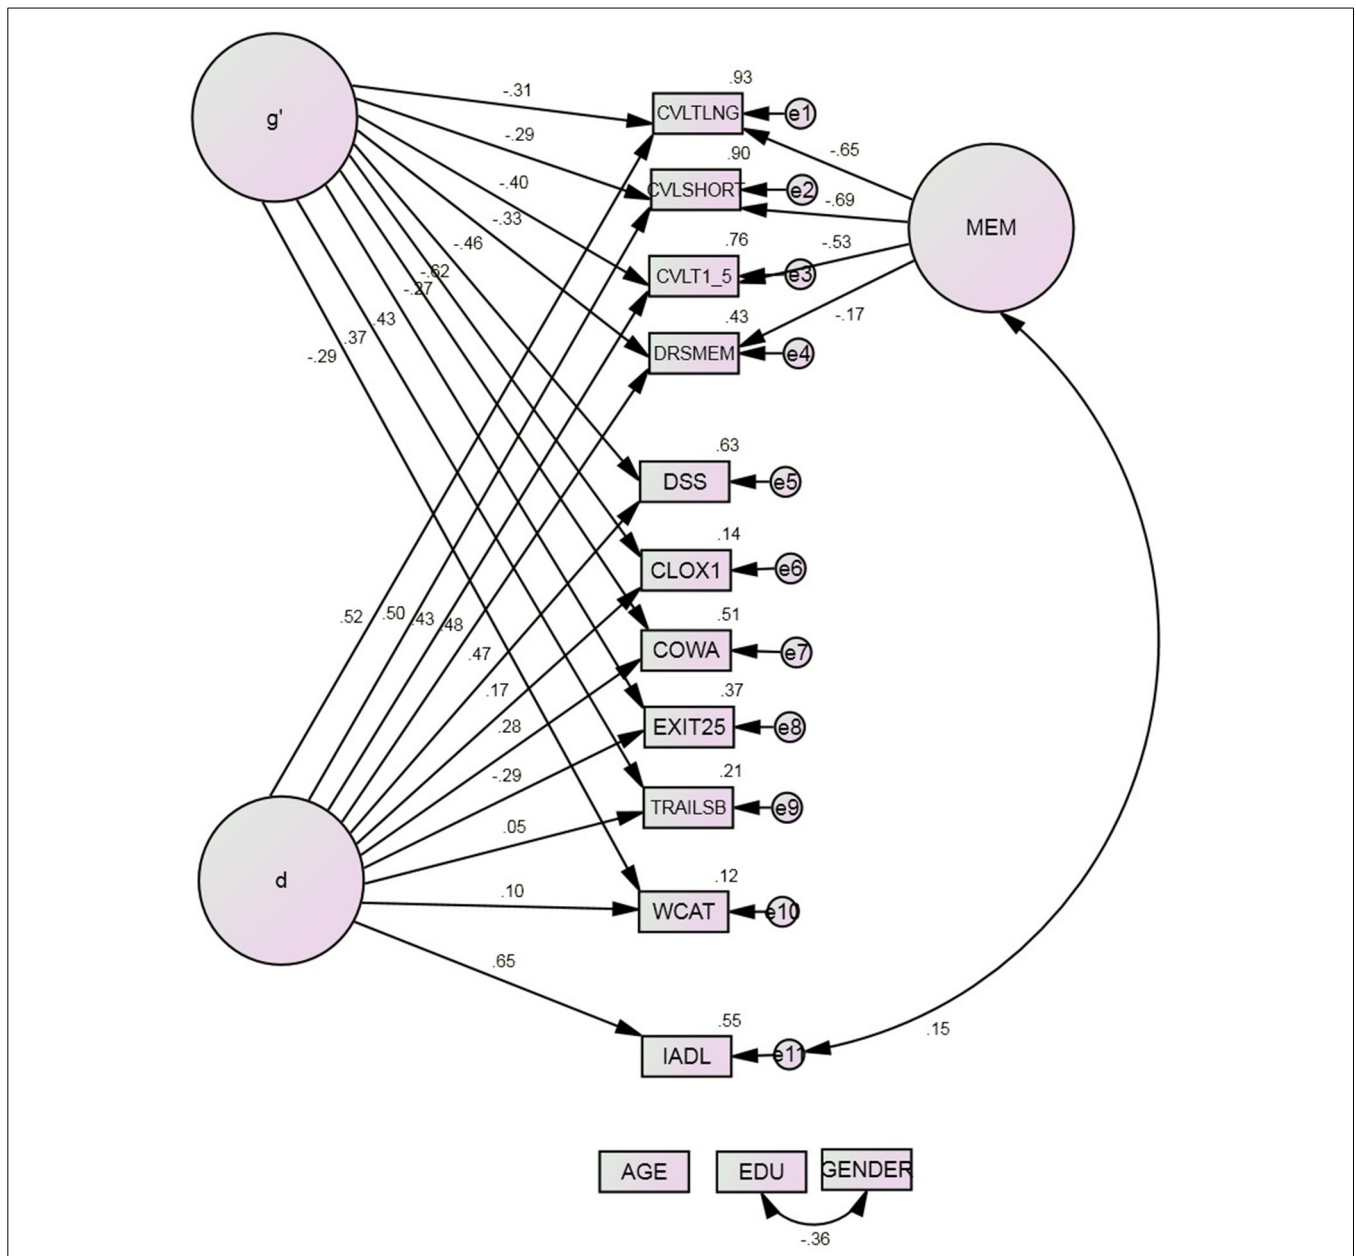 g'
-.31
.93
CVLTLNG
e1
-.29
-.65
.90
CVLSHORT
e2
-.40
-.69
MEM
-.33
.76
CVLT1_5
e3
-.53
-.46
-.62
-.27
.43
DRSMEM
e4
-.17
.43
.37
-.29
.63
DSS
e5
.14
CLOX1
e6
.52
.50
.43
.48
.51
COWA
e7
.47
.17
.37
EXIT25
e8
.28
-.29
.21
TRAILSB
e9
.05
d
.10
.12
WCAT
e10
.65
.55
IADL
e11
.15
AGE
EDU
GENDER
-.36